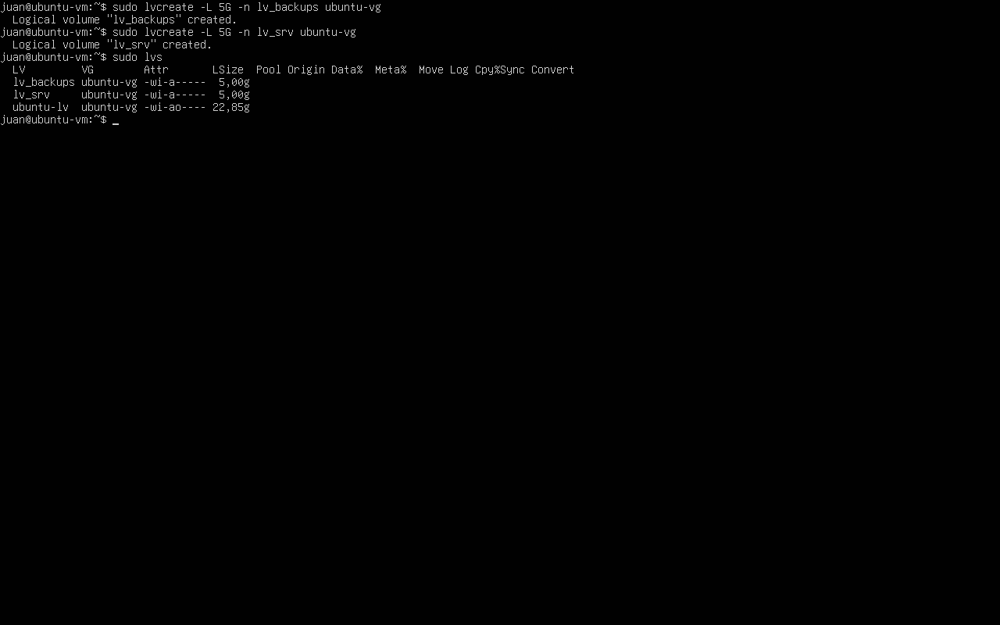 juan@ubuntu-vm:~$ sudo lvcreate -L 5G -n lv_backups ubuntu-vg
  Logical volume "lv_backups" created.
juan@ubuntu-vm:~$ sudo lvcreate -L 5G -n lv_srv ubuntu-vg
  Logical volume "lv_srv" created.
juan@ubuntu-vm:~$ sudo lvs
  LV         VG        Attr       LSize  Pool Origin Data%  Meta%  Move Log Cpy%Sync Convert
  lv_backups ubuntu-vg -wi-a-----  5,00g
  lv_srv     ubuntu-vg -wi-a-----  5,00g
  ubuntu-lv  ubuntu-vg -wi-ao---- 22,85g
juan@ubuntu-vm:~$ _